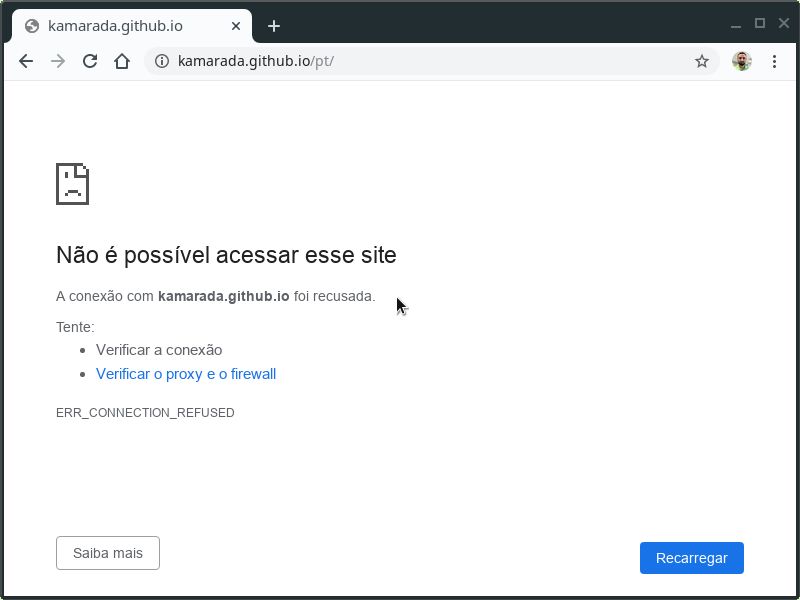 kamarada.github.io
kamarada.github.io/pt/
Não é possível acessar esse site
A conexão com kamarada.github.io foi recusada.
Tente:
Verificar a conexão
Verificar o proxy e o firewall
ERR_CONNECTION_REFUSED
Saiba mais
Recarregar